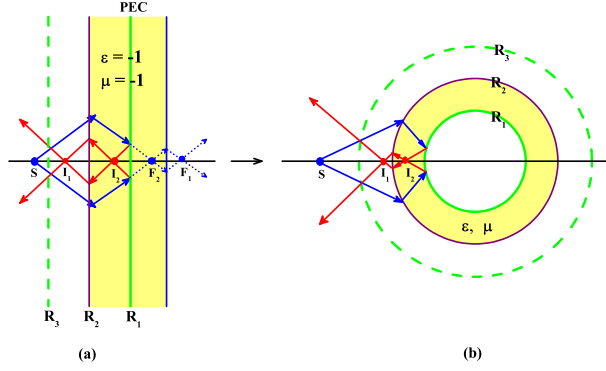 PEC
ε = -1
μ = -1
S I₁ I₂ F₂ F₁
R₃ R₂ R₁
(a)
R₃
R₂
R₁
S I₁ I₂
ε, μ
(b)